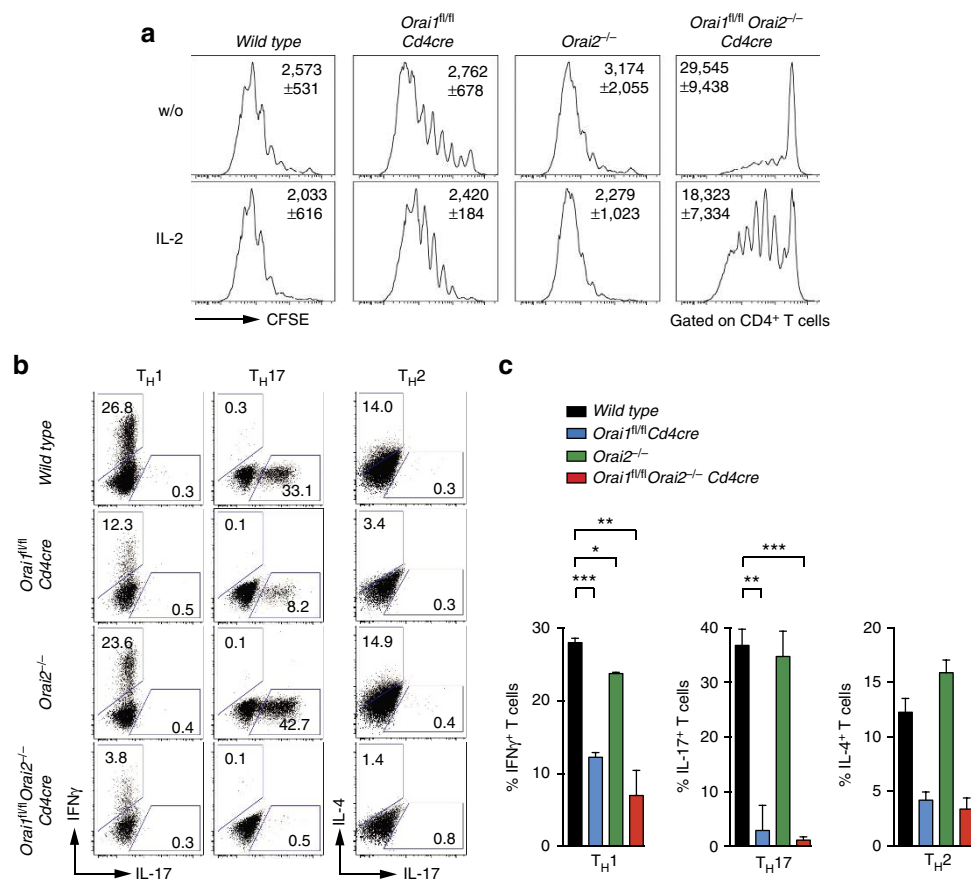 a
Wild type
Orai1fl/fl
Cd4cre
Orai2–/–
Orai1fl/fl Orai2–/–
Cd4cre
w/o
2,573
±531
2,762
±678
3,174
±2,055
29,545
±9,438
IL-2
2,033
±616
2,420
±184
2,279
±1,023
18,323
±7,334
CFSE
Gated on CD4+ T cells
b
TH1
TH17
TH2
Wild type
26.8
0.3
0.3
33.1
14.0
0.3
Orai1fl/fl
Cd4cre
12.3
0.5
0.1
8.2
3.4
0.3
Orai2–/–
23.6
0.4
0.1
42.7
14.9
0.4
Orai1fl/flOrai2–/–
Cd4cre
3.8
0.3
0.1
0.5
1.4
0.8
IFNγ
IL-17
IL-4
IL-17
c
Wild type
Orai1fl/flCd4cre
Orai2–/–
Orai1fl/flOrai2–/– Cd4cre
**
*
***
% IFNγ+ T cells
30
20
10
0
TH1
***
**
% IL-17+ T cells
40
30
20
10
0
TH17
% IL-4+ T cells
20
15
10
5
0
TH2